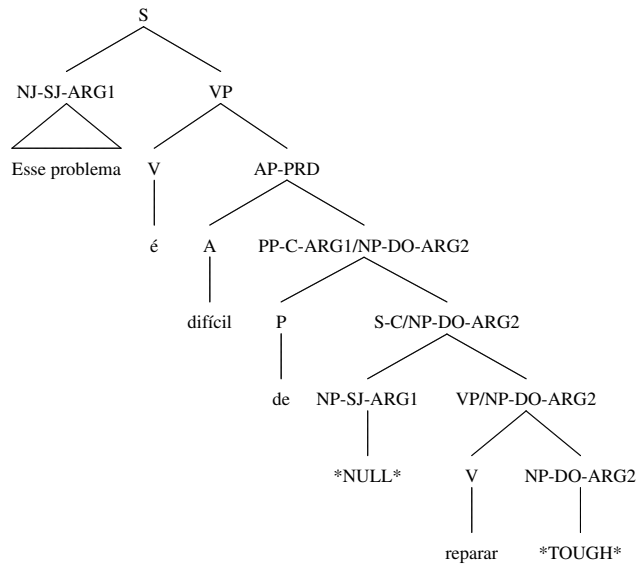 S
NJ-SJ-ARG1 VP
Esse problema V AP-PRD
é A PP-C-ARG1/NP-DO-ARG2
difícil P S-C/NP-DO-ARG2
de NP-SJ-ARG1 VP/NP-DO-ARG2
*NULL* V NP-DO-ARG2
reparar *TOUGH*